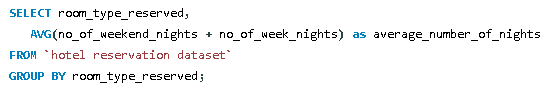 SELECT room_type_reserved,
AVG(no_of_weekend_nights + no_of_week_nights) as average_number_of_nights
FROM `hotel reservation dataset`
GROUP BY room_type_reserved;